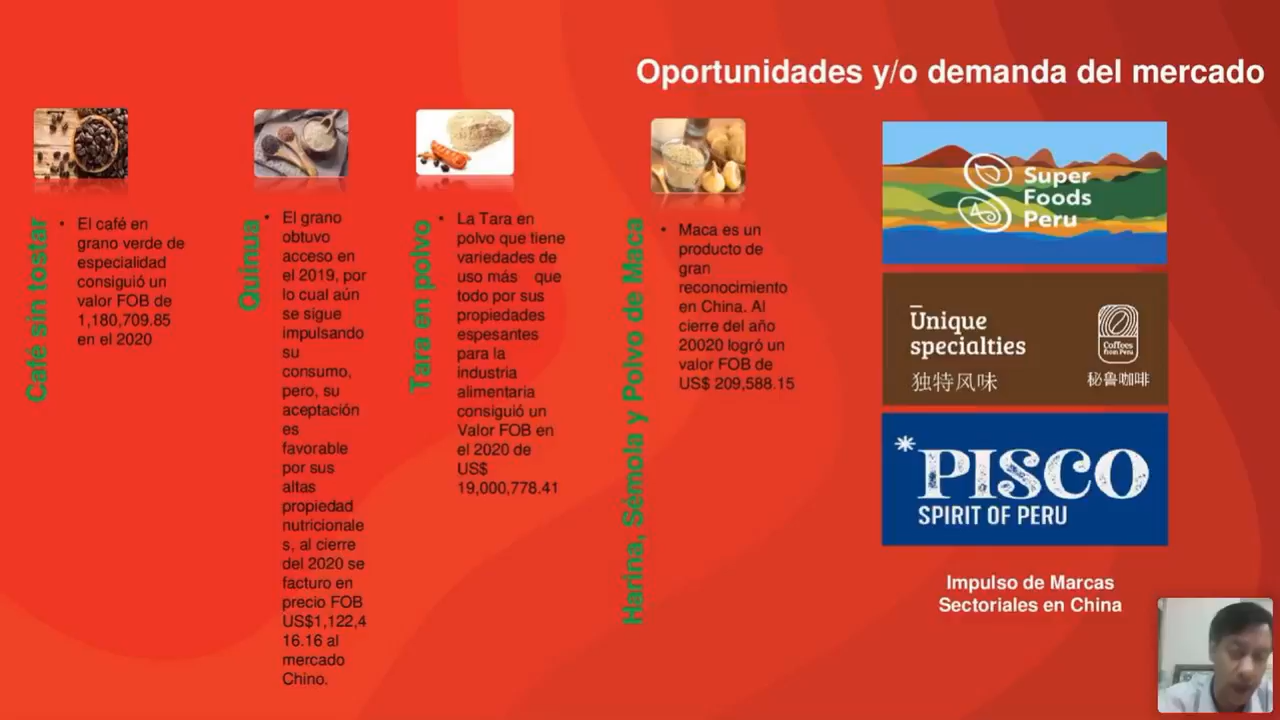 Oportunidades y/o demanda del mercado
Café sin tostar
• El café en
grano verde de
especialidad
consiguió un
valor FOB de
1,180,709.85
en el 2020
Quinua
• El grano
obtuvo
acceso en
el 2019, por
lo cual aún
se sigue
impulsando
su
consumo,
pero, su
aceptación
es
favorable
por sus
altas
propiedad
nutricionale
s, al cierre
del 2020 se
facturo en
precio FOB
US$1,122,4
16.16 al
mercado
Chino.
Tara en polvo
• La Tara en
polvo que tiene
variedades de
uso más que
todo por sus
propiedades
espesantes
para la
industria
alimentaria
consiguió un
Valor FOB en
el 2020 de
US$
19,000,778.41
Harina, Sémola y Polvo de Maca
• Maca es un
producto de
gran
reconocimiento
en China. Al
cierre del año
20020 logró un
valor FOB de
US$ 209,588.15
Super
Foods
Peru
Unique
specialties
独特风味
Coffees
from Peru
秘鲁咖啡
*PISCO
SPIRIT OF PERU
Impulso de Marcas
Sectoriales en China